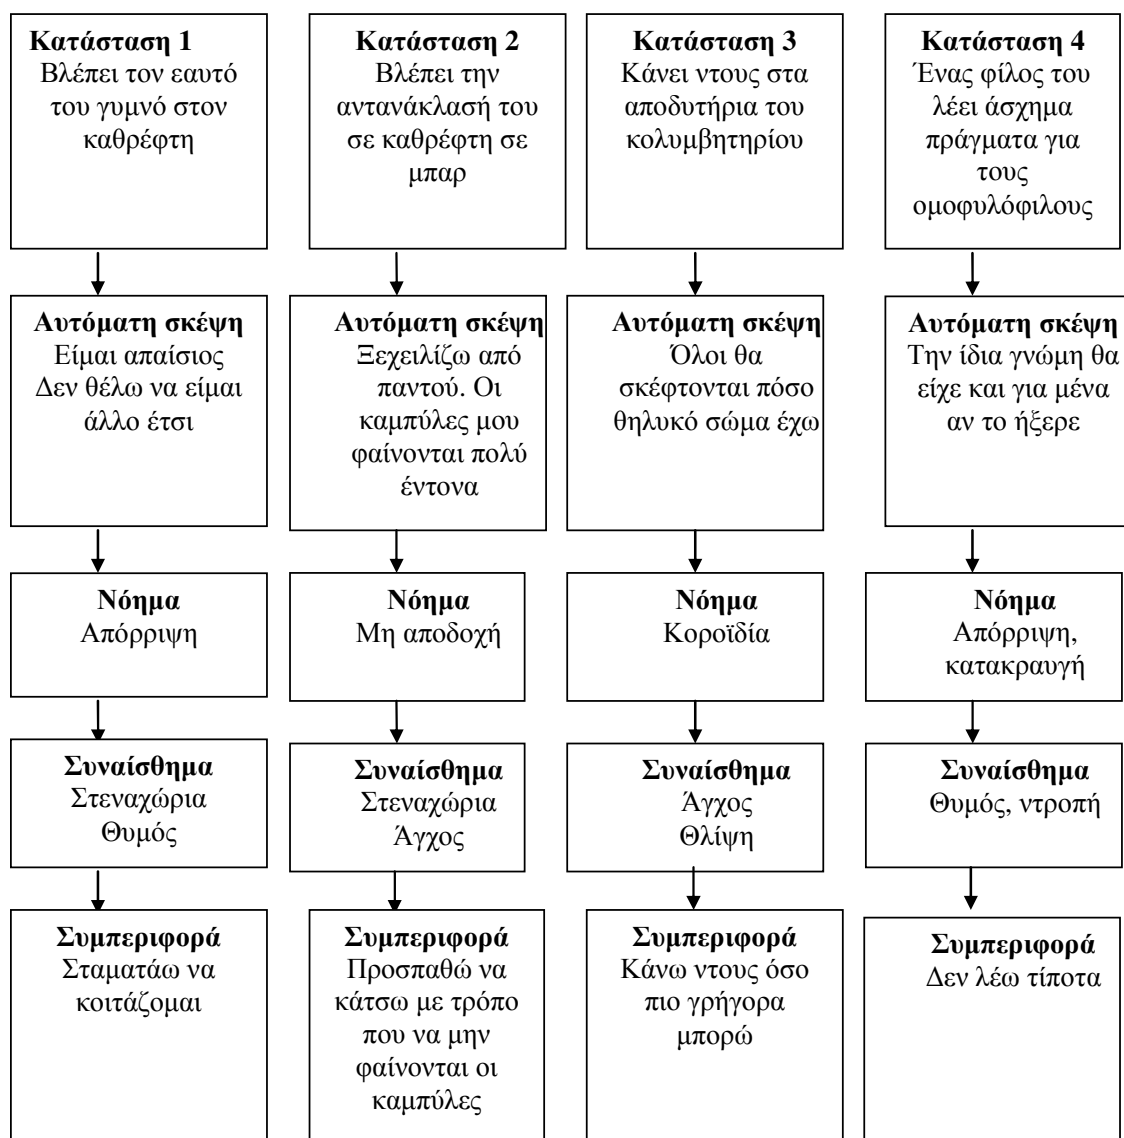 Κατάσταση 1
Βλέπει τον εαυτό
του γυμνό στον
καθρέφτη
Κατάσταση 2
Βλέπει την
αντανάκλασή του
σε καθρέφτη σε
μπαρ
Κατάσταση 3
Κάνει ντους στα
αποδυτήρια του
κολυμβητηρίου
Κατάσταση 4
Ένας φίλος του
λέει άσχημα
πράγματα για
τους
ομοφυλόφιλους
Αυτόματη σκέψη
Είμαι απαίσιος
Δεν θέλω να είμαι
άλλο έτσι
Αυτόματη σκέψη
Ξεχειλίζω από
παντού. Οι
καμπύλες μου
φαίνονται πολύ
έντονα
Αυτόματη σκέψη
Όλοι θα
σκέφτονται πόσο
θηλυκό σώμα έχω
Αυτόματη σκέψη
Την ίδια γνώμη θα
είχε και για μένα
αν το ήξερε
Νόημα
Απόρριψη
Νόημα
Μη αποδοχή
Νόημα
Κοροϊδία
Νόημα
Απόρριψη,
κατακραυγή
Συναίσθημα
Στεναχώρια
Θυμός
Συναίσθημα
Στεναχώρια
Άγχος
Συναίσθημα
Άγχος
Θλίψη
Συναίσθημα
Θυμός, ντροπή
Συμπεριφορά
Σταματάω να
κοιτάζομαι
Συμπεριφορά
Προσπαθώ να
κάτσω με τρόπο
που να μην
φαίνονται οι
καμπύλες
Συμπεριφορά
Κάνω ντους όσο
πιο γρήγορα
μπορώ
Συμπεριφορά
Δεν λέω τίποτα